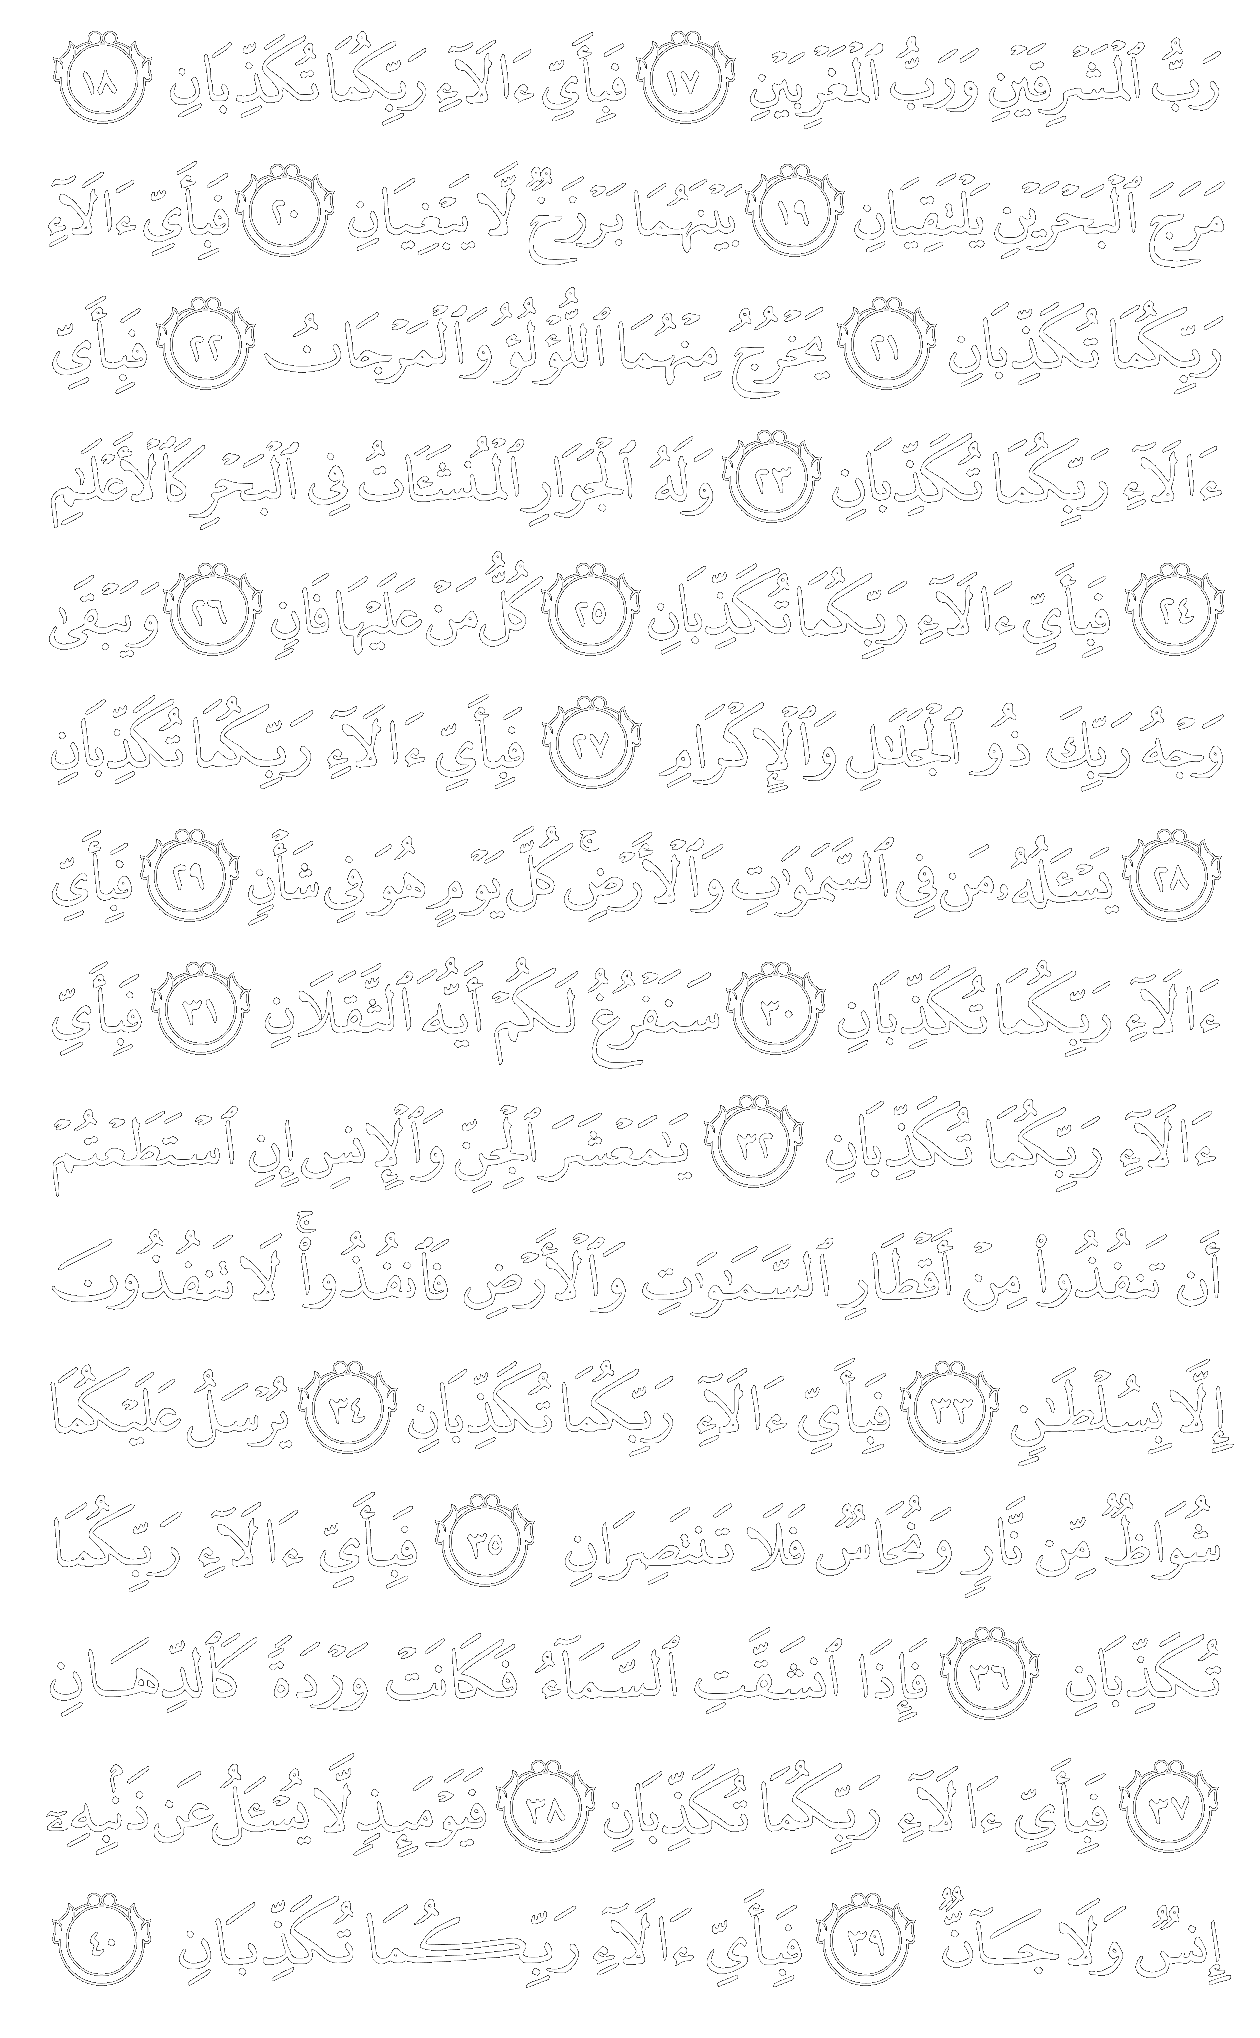 رَبُّ ٱلْمَشْرِقَيْنِ وَرَبُّ ٱلْمَغْرِبَيْنِ ١٧ فَبِأَىِّ ءَالَآءِ رَبِّكُمَا تُكَذِّبَانِ ١٨
مَرَجَ ٱلْبَحْرَيْنِ يَلْتَقِيَانِ ١٩ بَيْنَهُمَا بَرْزَخٌ لَّا يَبْغِيَانِ ٢٠ فَبِأَىِّ ءَالَآءِ
رَبِّكُمَا تُكَذِّبَانِ ٢١ يَخْرُجُ مِنْهُمَا ٱللُّؤْلُؤُ وَٱلْمَرْجَانُ ٢٢ فَبِأَىِّ
ءَالَآءِ رَبِّكُمَا تُكَذِّبَانِ ٢٣ وَلَهُ ٱلْجَوَارِ ٱلْمُنشَـَٔاتُ فِى ٱلْبَحْرِ كَٱلْأَعْلَـٰمِ
٢٤ فَبِأَىِّ ءَالَآءِ رَبِّكُمَا تُكَذِّبَانِ ٢٥ كُلُّ مَنْ عَلَيْهَا فَانٍ ٢٦ وَيَبْقَىٰ
وَجْهُ رَبِّكَ ذُو ٱلْجَلَـٰلِ وَٱلْإِكْرَامِ ٢٧ فَبِأَىِّ ءَالَآءِ رَبِّكُمَا تُكَذِّبَانِ
٢٨ يَسْـَٔلُهُۥ مَن فِى ٱلسَّمَـٰوَٰتِ وَٱلْأَرْضِ ۚ كُلَّ يَوْمٍ هُوَ فِى شَأْنٍ ٢٩ فَبِأَىِّ
ءَالَآءِ رَبِّكُمَا تُكَذِّبَانِ ٣٠ سَنَفْرُغُ لَكُمْ أَيُّهَ ٱلثَّقَلَانِ ٣١ فَبِأَىِّ
ءَالَآءِ رَبِّكُمَا تُكَذِّبَانِ ٣٢ يَـٰمَعْشَرَ ٱلْجِنِّ وَٱلْإِنسِ إِنِ ٱسْتَطَعْتُمْ
أَن تَنفُذُوا۟ مِنْ أَقْطَارِ ٱلسَّمَـٰوَٰتِ وَٱلْأَرْضِ فَٱنفُذُوا۟ ۚ لَا تَنفُذُونَ
إِلَّا بِسُلْطَـٰنٍ ٣٣ فَبِأَىِّ ءَالَآءِ رَبِّكُمَا تُكَذِّبَانِ ٣٤ يُرْسَلُ عَلَيْكُمَا
شُوَاظٌ مِّن نَّارٍ وَنُحَاسٌ فَلَا تَنتَصِرَانِ ٣٥ فَبِأَىِّ ءَالَآءِ رَبِّكُمَا
تُكَذِّبَانِ ٣٦ فَإِذَا ٱنشَقَّتِ ٱلسَّمَآءُ فَكَانَتْ وَرْدَةً كَٱلدِّهَانِ
٣٧ فَبِأَىِّ ءَالَآءِ رَبِّكُمَا تُكَذِّبَانِ ٣٨ فَيَوْمَئِذٍ لَّا يُسْـَٔلُ عَن ذَنۢبِهِۦٓ
إِنسٌ وَلَا جَآنٌّ ٣٩ فَبِأَىِّ ءَالَآءِ رَبِّكُمَا تُكَذِّبَانِ ٤٠